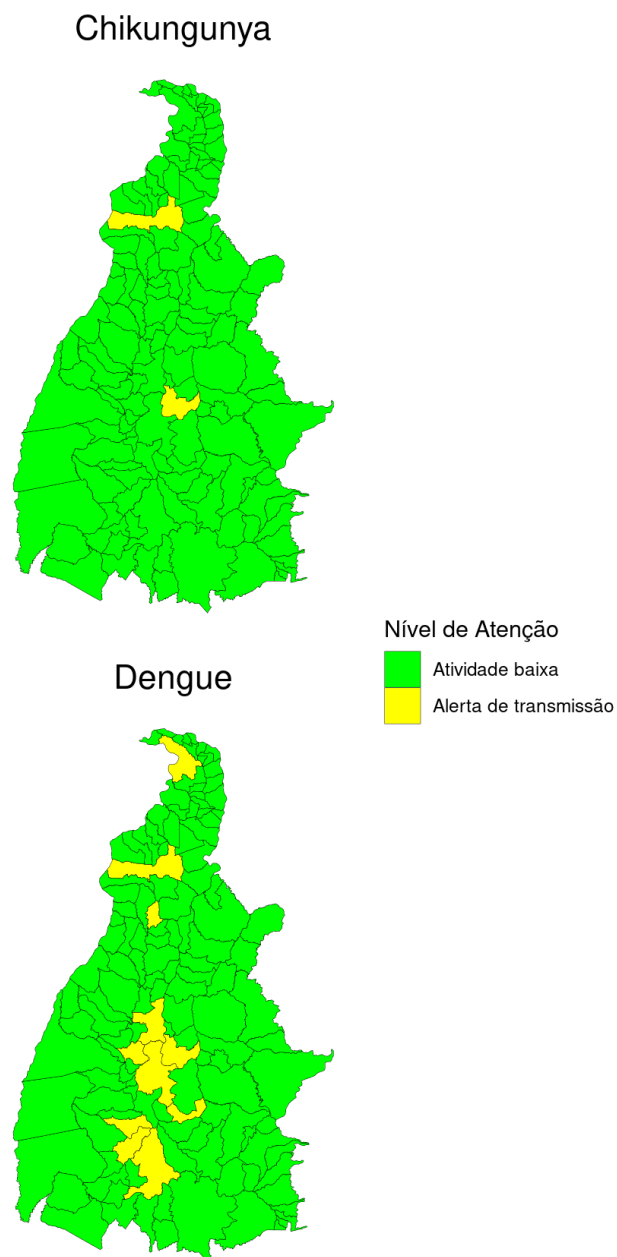 Chikungunya
Nível de Atenção
Atividade baixa
Alerta de transmissão
Dengue